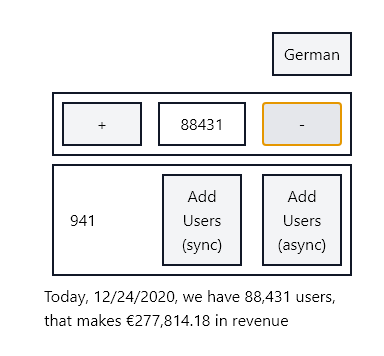 German
+
88431
-
941
Add
Users
(sync)
Add
Users
(async)
Today, 12/24/2020, we have 88,431 users,
that makes €277,814.18 in revenue